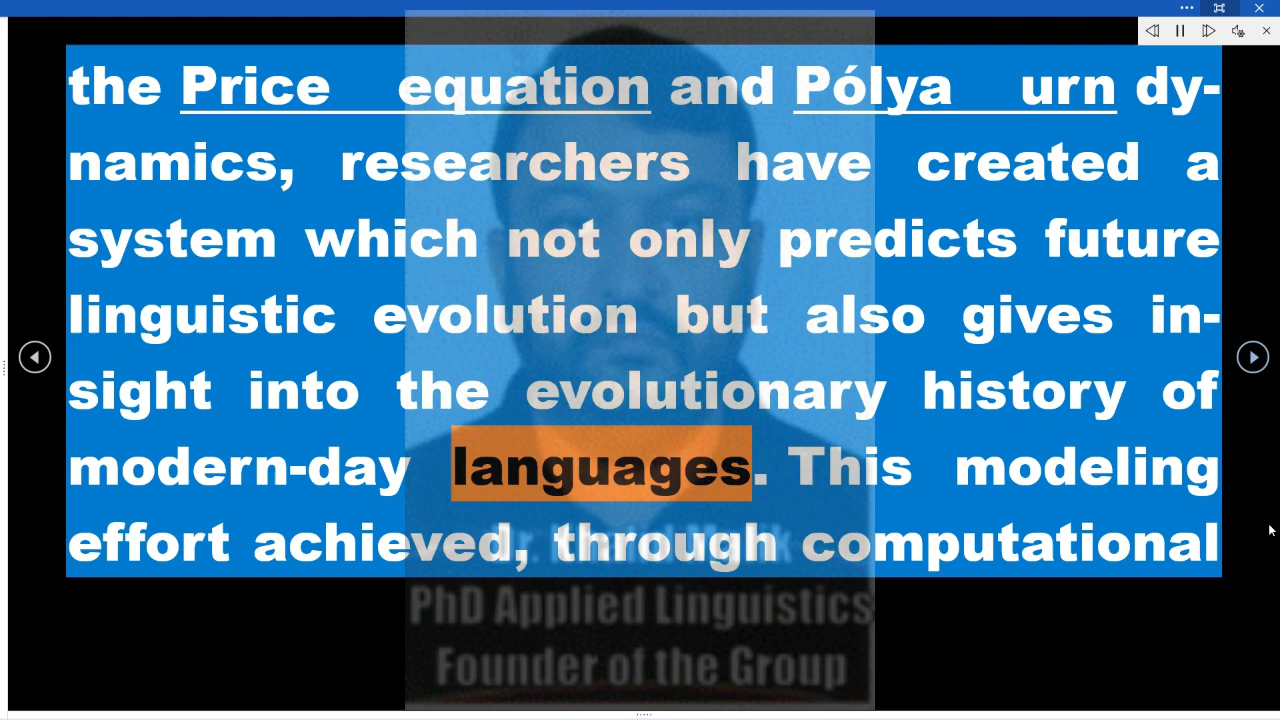 the Price equation and Pólya urn dy-
namics, researchers have created a
system which not only predicts future
linguistic evolution but also gives in-
sight into the evolutionary history of
modern-day languages. This modeling
effort achieved, through computational
PhD Applied Linguistics
Founder of the Group